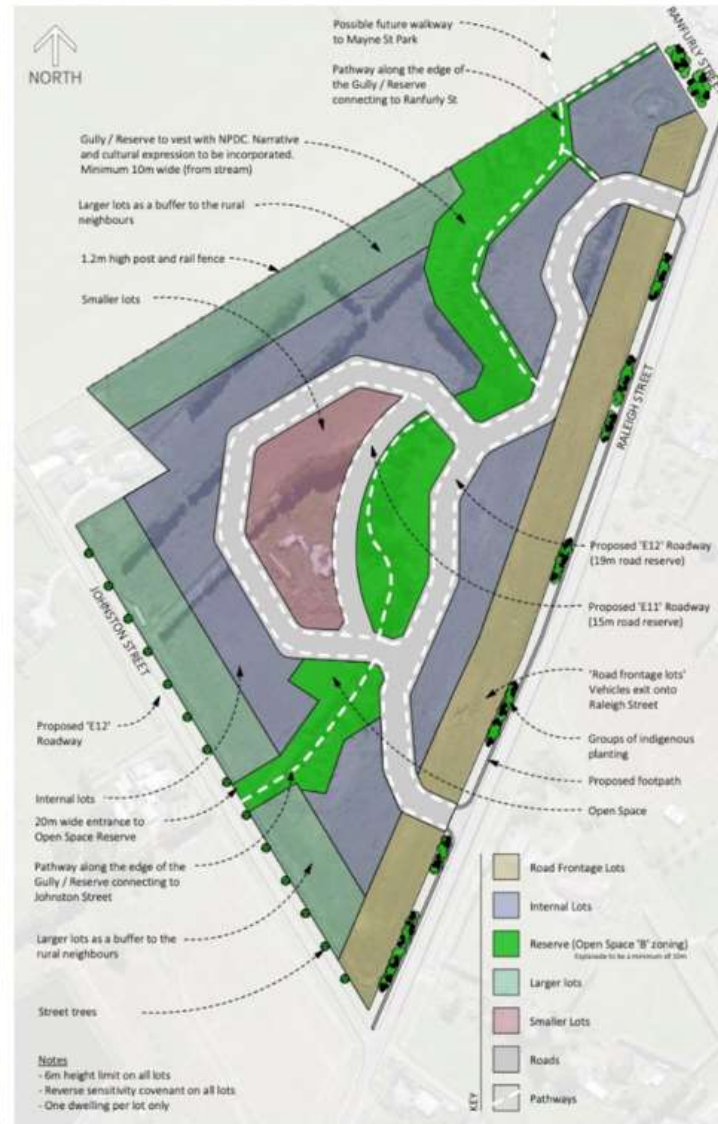 NORTH
Possible future walkway
to Mayne St Park
RANFURLY STREET
Pathway along the edge of
the Gully / Reserve
connecting to Ranfurly St
Gully / Reserve to vest with NPDC. Narrative
and cultural expression to be incorporated.
Minimum 10m wide (from stream)
Larger lots as a buffer to the rural
neighbours
1.2m high post and rail fence
Smaller lots
RALEIGH STREET
JOHNSTON STREET
Proposed 'E12' Roadway
(19m road reserve)
Proposed 'E11' Roadway
(15m road reserve)
'Road frontage lots'
Vehicles exit onto
Raleigh Street
Groups of indigenous
planting
Proposed footpath
Open Space
Proposed 'E12'
Roadway
Internal lots
20m wide entrance to
Open Space Reserve
Pathway along the edge of the
Gully / Reserve connecting to
Johnston Street
Larger lots as a buffer to the
rural neighbours
Street trees
Notes
- 6m height limit on all lots
- Reverse sensitivity covenant on all lots
- One dwelling per lot only
KEY
Road Frontage Lots
Internal Lots
Reserve (Open Space 'B' zoning)
Esplanade to be a minimum of 10m
Larger lots
Smaller Lots
Roads
Pathways